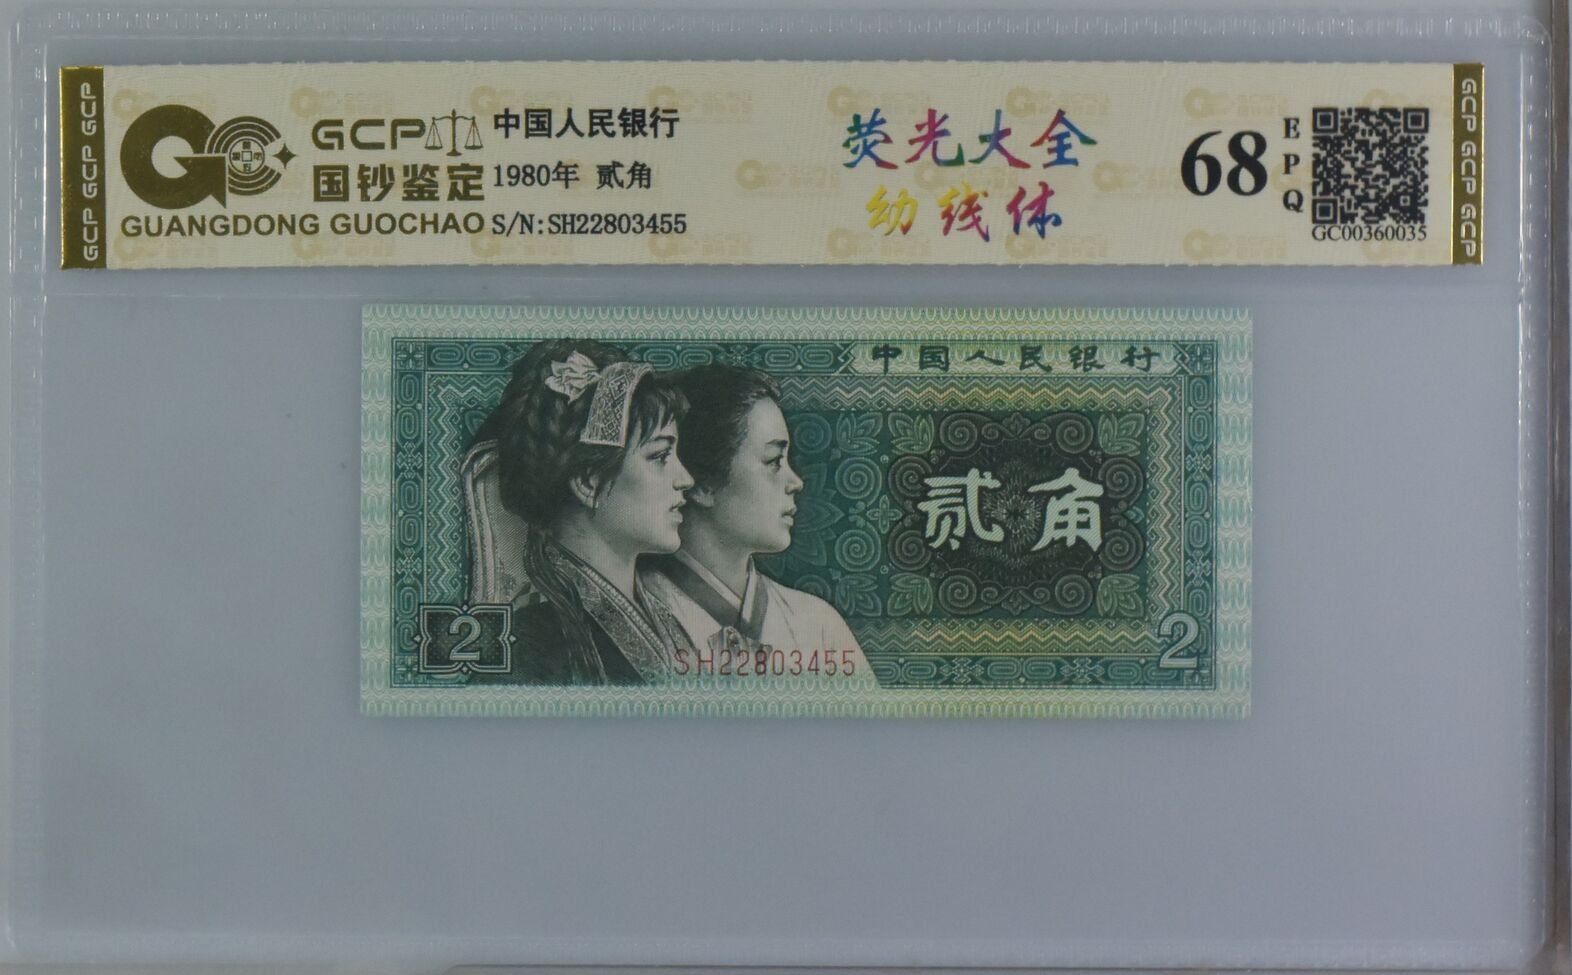 GCP GCP GCP
GCP
国钞鉴定
GUANGDONG GUOCHAO
中国人民银行
1980年 贰角
S/N:SH22803455
荧光大全
幼线体
68
EPQ
GC00360035
GCP GCP GCP
中国人民银行
贰角
2
2
SH22803455